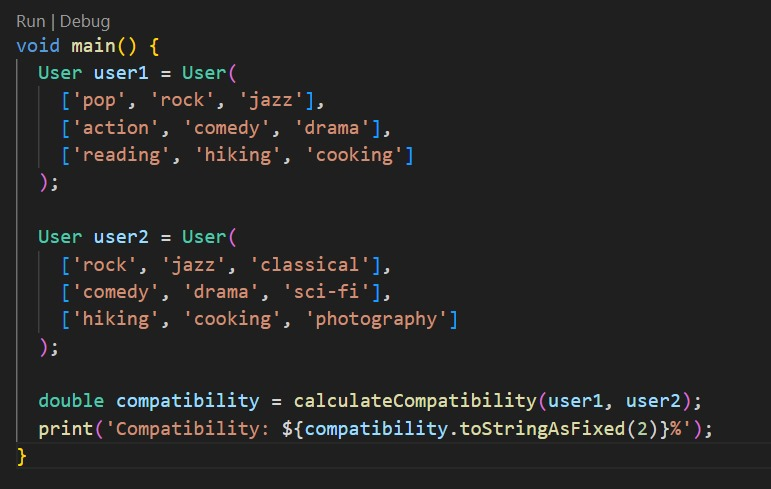 Run | Debug
void main() {
  User user1 = User(
    ['pop', 'rock', 'jazz'],
    ['action', 'comedy', 'drama'],
    ['reading', 'hiking', 'cooking']
  );

  User user2 = User(
    ['rock', 'jazz', 'classical'],
    ['comedy', 'drama', 'sci-fi'],
    ['hiking', 'cooking', 'photography']
  );

  double compatibility = calculateCompatibility(user1, user2);
  print('Compatibility: ${compatibility.toStringAsFixed(2)}%');
}